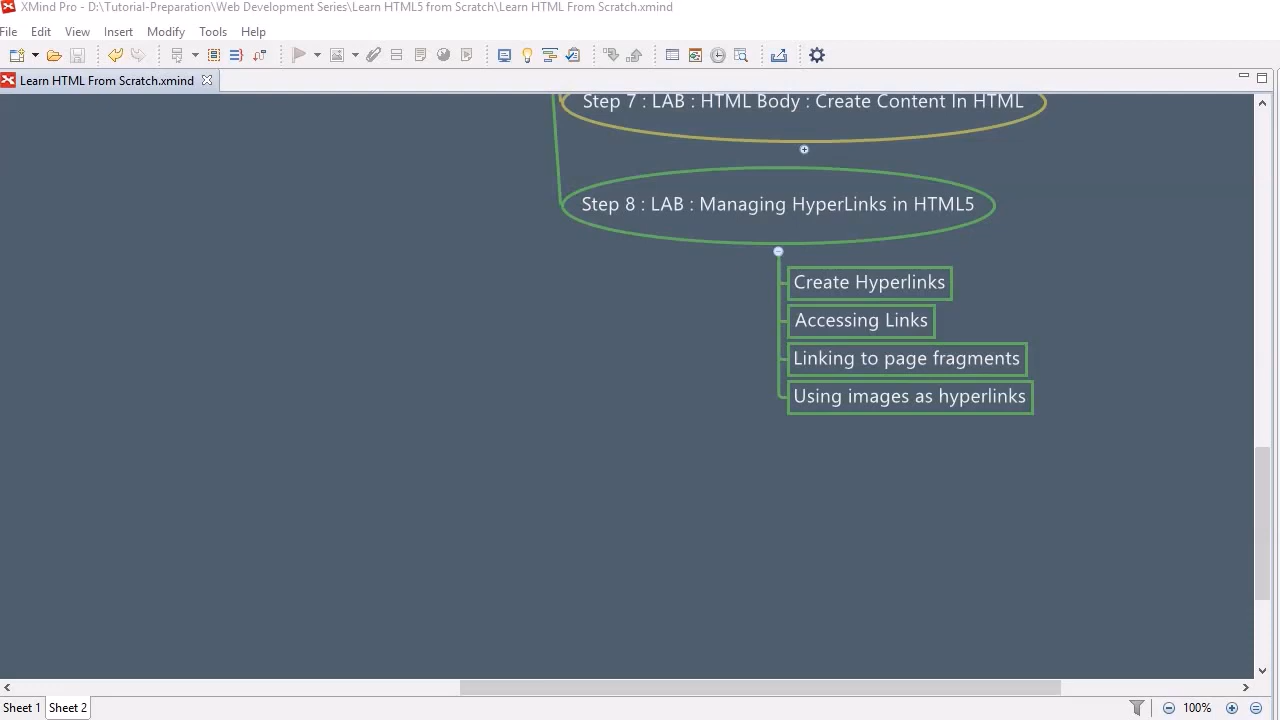 XMind Pro - D:\Tutorial-Preparation\Web Development Series\Learn HTML5 from Scratch\Learn HTML From Scratch.xmind
File Edit View Insert Modify Tools Help
Learn HTML From Scratch.xmind
Step 7 : LAB : HTML Body : Create Content In HTML
Step 8 : LAB : Managing HyperLinks in HTML5
Create Hyperlinks
Accessing Links
Linking to page fragments
Using images as hyperlinks
Sheet 1 Sheet 2 100%